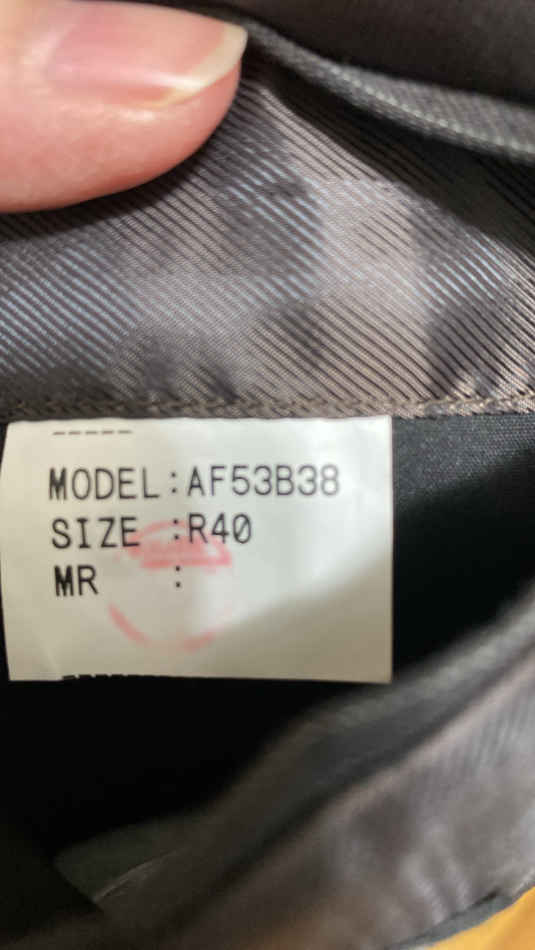 MODEL:AF53B38
SIZE :R40
MR :